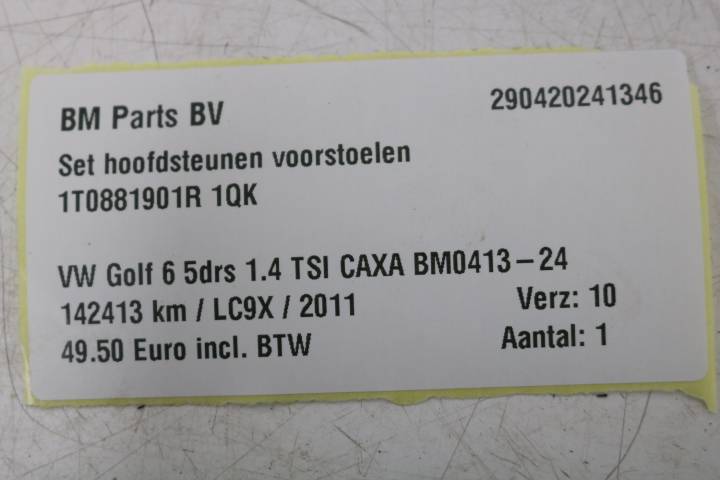 BM Parts BV 290420241346
Set hoofdsteunen voorstoelen
1T0881901R 1QK
VW Golf 6 5drs 1.4 TSI CAXA BM0413-24
142413 km / LC9X / 2011 Verz: 10
49.50 Euro incl. BTW Aantal: 1